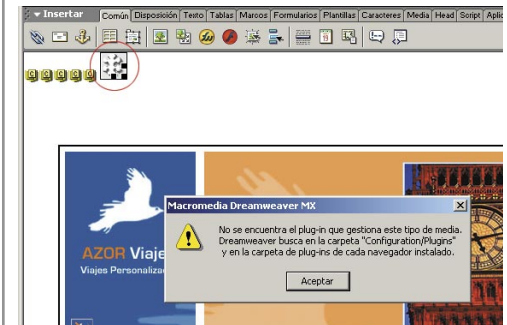 Insertar Común Disposición Texto Tablas Marcos Formularios Plantillas Caracteres Media Head Script
AZOR Viaje
Viajes Personaliza
Macromedia Dreamweaver MX
No se encuentra el plug-in que gestiona este tipo de media.
Dreamweaver busca en la carpeta "Configuration/Plugins"
y en la carpeta de plug-ins de cada navegador instalado.
Aceptar